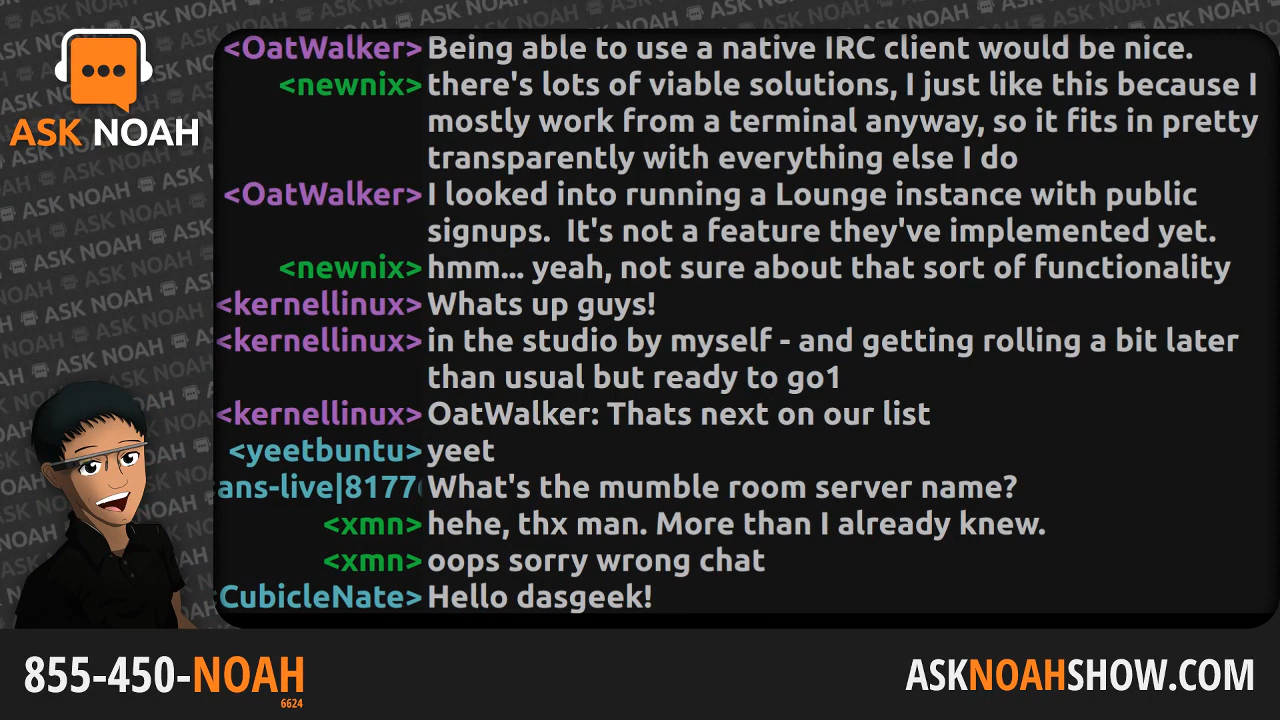 ASK NOAH
<OatWalker> Being able to use a native IRC client would be nice.
<newnix> there's lots of viable solutions, I just like this because I
mostly work from a terminal anyway, so it fits in pretty
transparently with everything else I do
<OatWalker> I looked into running a Lounge instance with public
signups.  It's not a feature they've implemented yet.
<newnix> hmm... yeah, not sure about that sort of functionality
<kernellinux> Whats up guys!
<kernellinux> in the studio by myself - and getting rolling a bit later
than usual but ready to go1
<kernellinux> OatWalker: Thats next on our list
<yeetbuntu> yeet
ans-live|8177 What's the mumble room server name?
<xmn> hehe, thx man. More than I already knew.
<xmn> oops sorry wrong chat
CubicleNate> Hello dasgeek!
855-450-NOAH
6624
ASKNOAHSHOW.COM